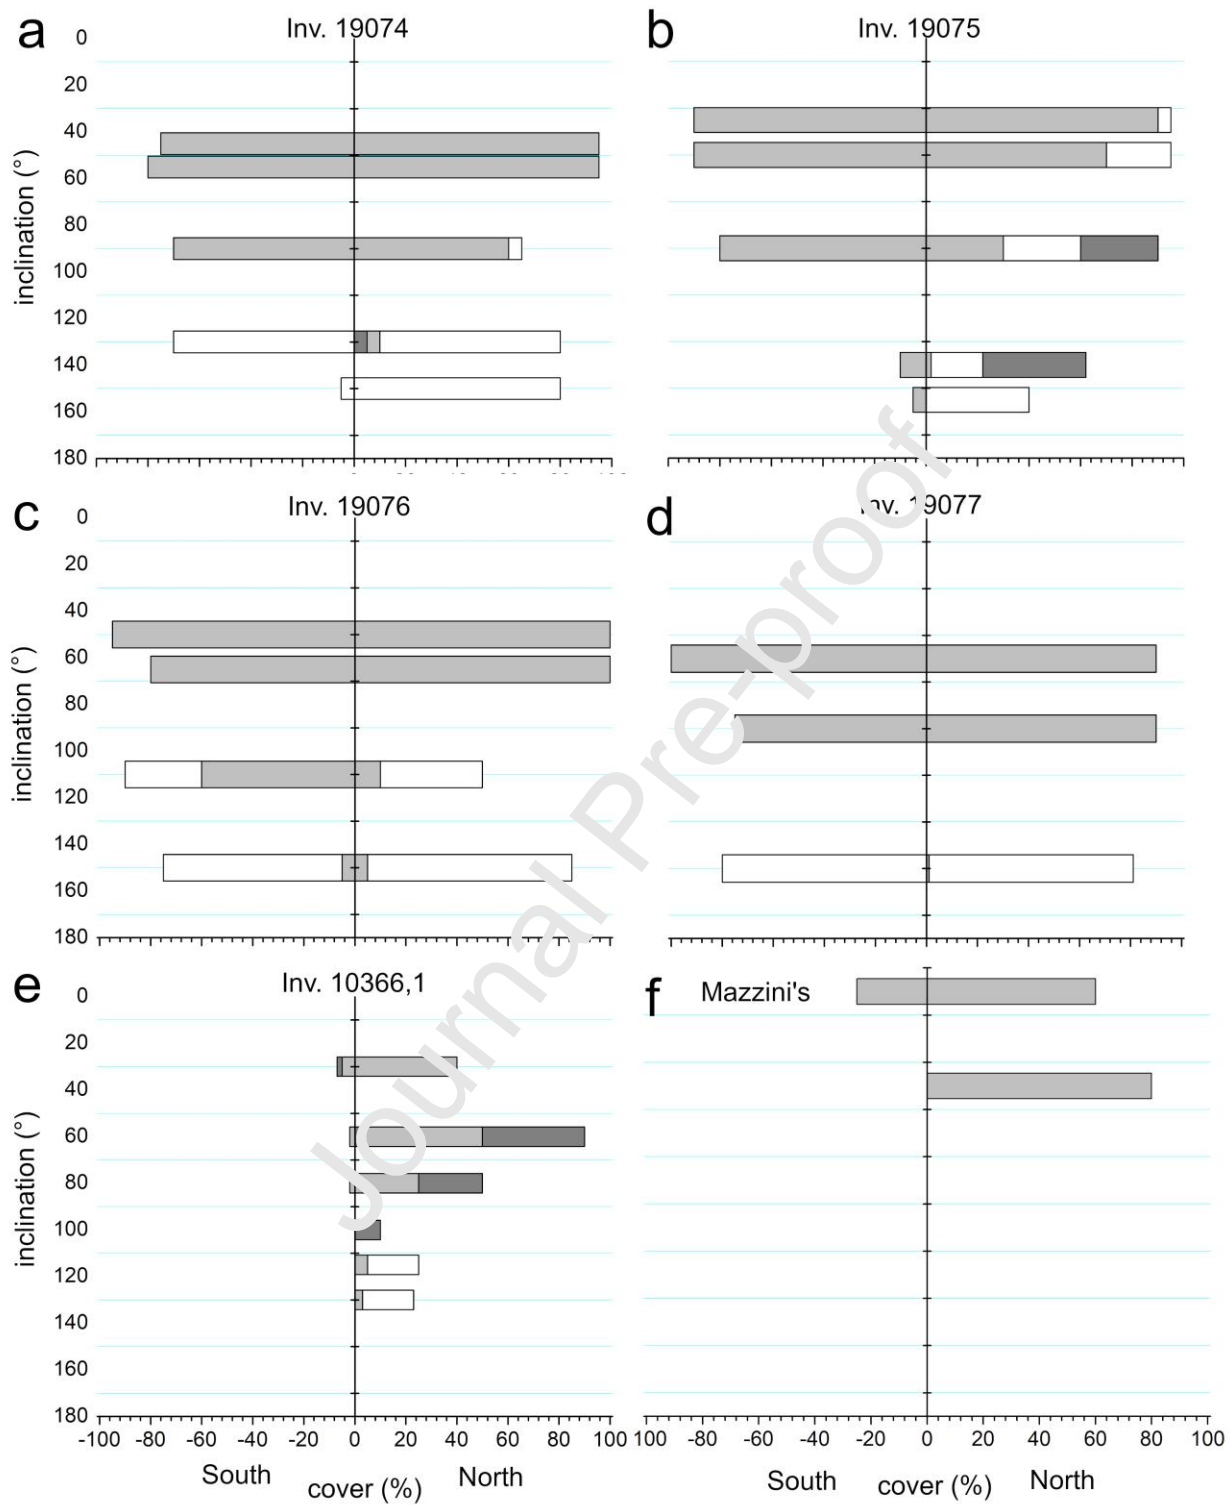 a
Inv. 19074
b
Inv. 19075
0
20
40
60
80
100
120
140
160
180
inclination (°)
c
Inv. 19076
d
Inv. 19077
0
20
40
60
80
100
120
140
160
180
inclination (°)
e
Inv. 10366,1
f
Mazzini's
0
20
40
60
80
100
120
140
160
180
inclination (°)
-100 -80 -60 -40 -20 0 20 40 60 80 100
100 -80 -60 -40 -20 0 20 40 60 80 100
South cover (%) North
South cover (%) North
Journal Pre-proof